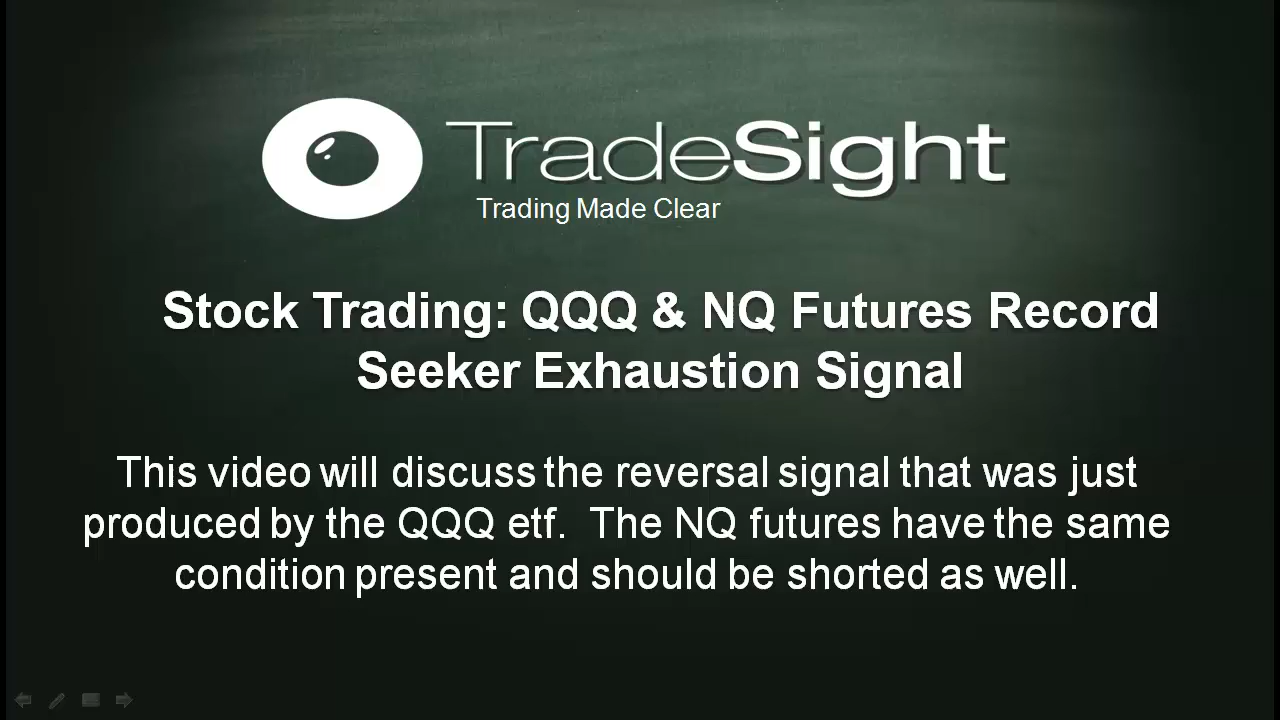 TradeSight
Trading Made Clear
Stock Trading: QQQ & NQ Futures Record
Seeker Exhaustion Signal
This video will discuss the reversal signal that was just
produced by the QQQ etf.  The NQ futures have the same
condition present and should be shorted as well.